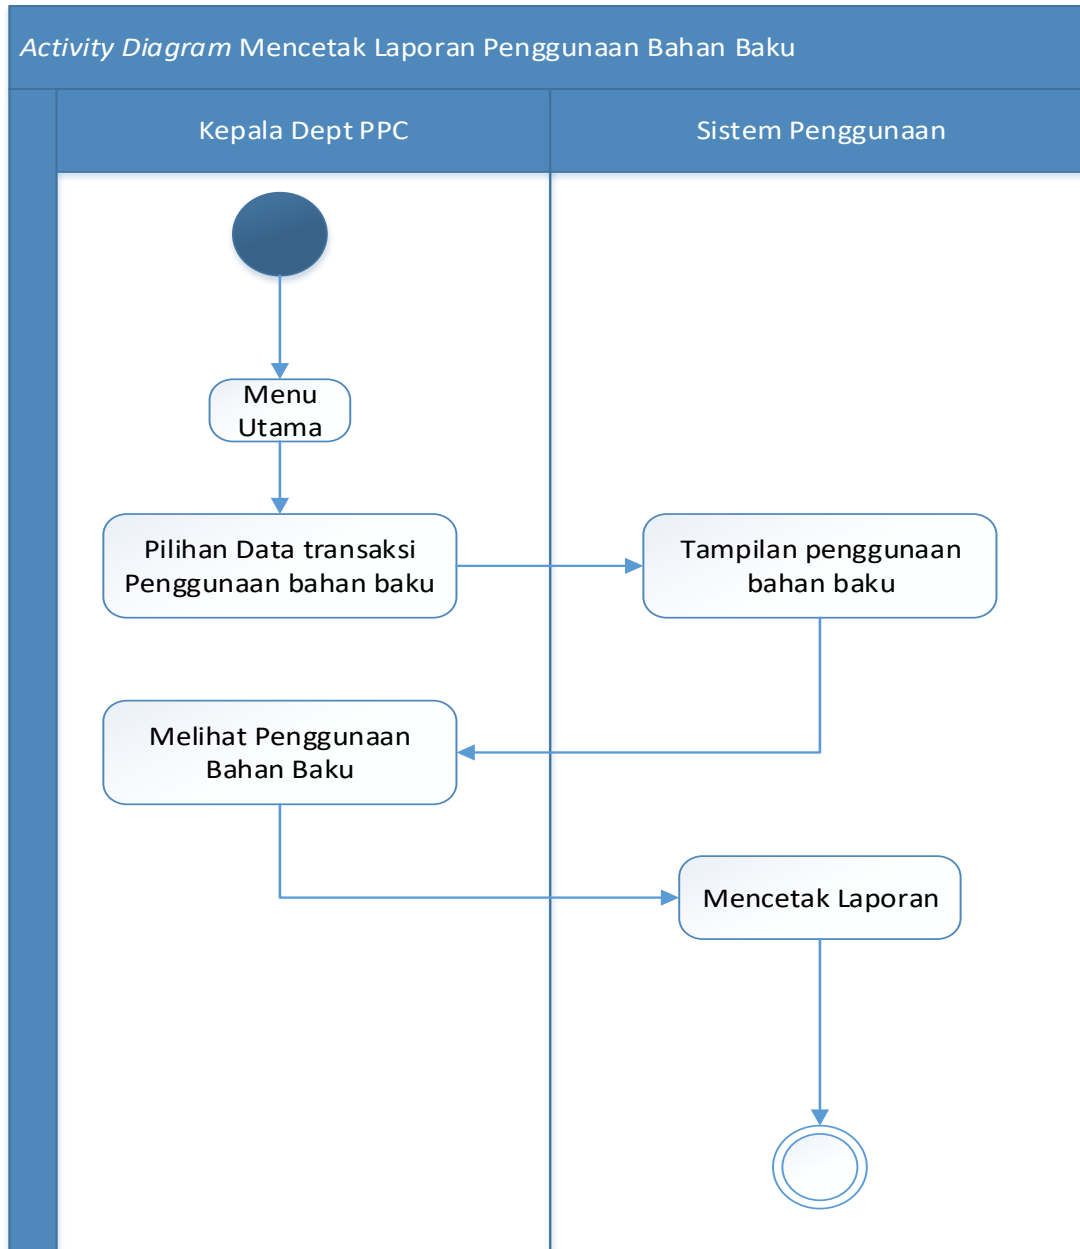 Activity Diagram Mencetak Laporan Penggunaan Bahan Baku
Kepala Dept PPC
Sistem Penggunaan
Menu
Utama
Pilihan Data transaksi
Penggunaan bahan baku
Tampilan penggunaan
bahan baku
Melihat Penggunaan
Bahan Baku
Mencetak Laporan